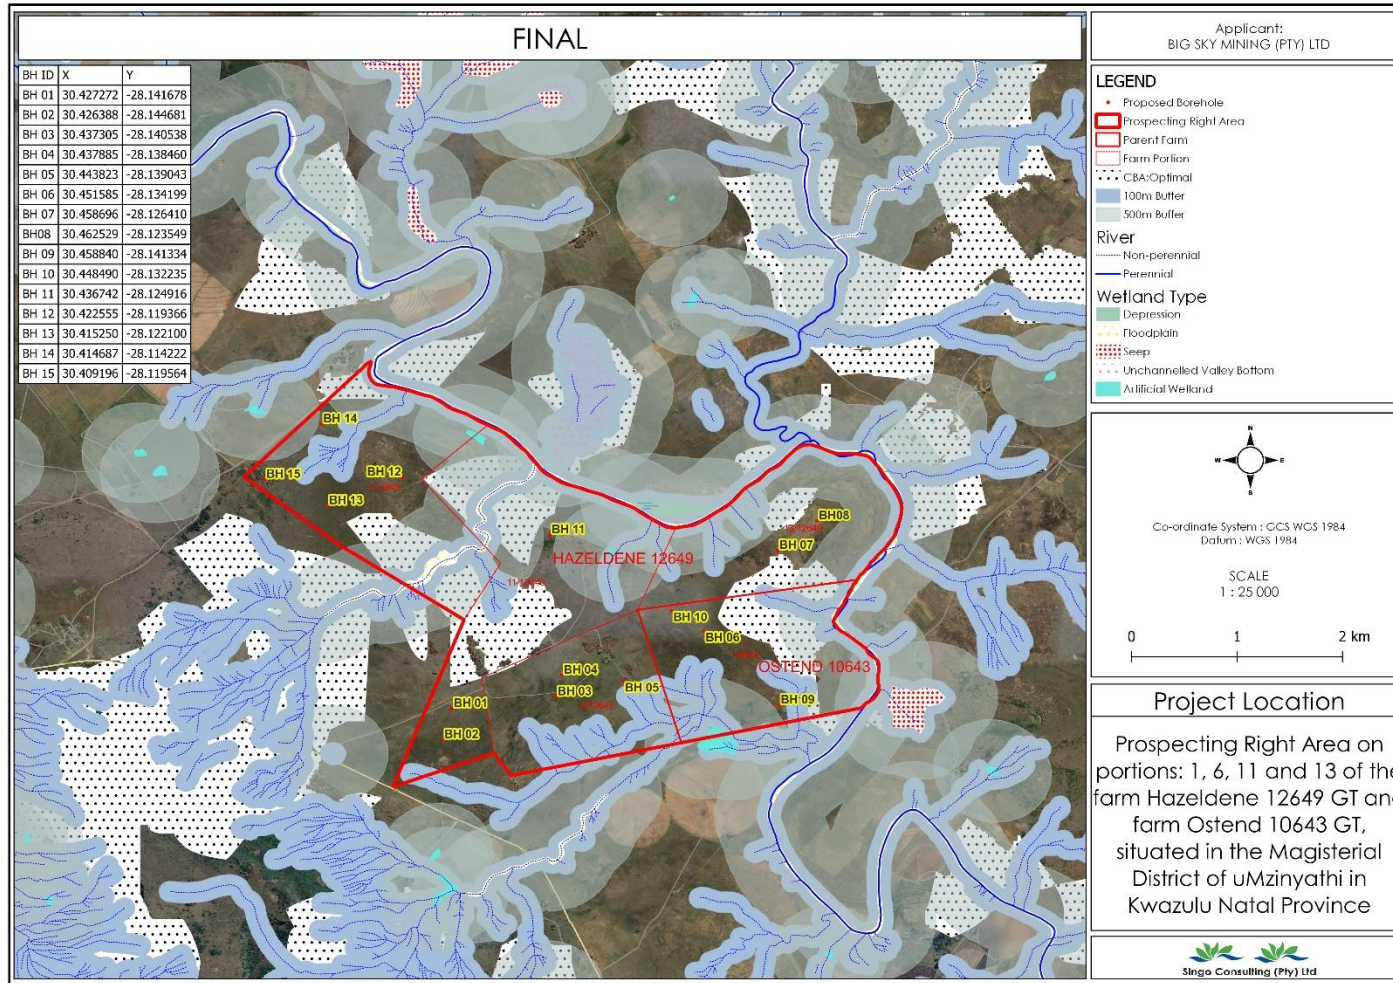 FINAL
BH ID X Y
BH 01 30.427272 -28.141678
BH 02 30.426388 -28.144681
BH 03 30.437305 -28.140538
BH 04 30.437885 -28.138460
BH 05 30.443823 -28.139043
BH 06 30.451585 -28.134199
BH 07 30.458696 -28.126410
BH08 30.462529 -28.123549
BH 09 30.458840 -28.141334
BH 10 30.448490 -28.132235
BH 11 30.436742 -28.124916
BH 12 30.422555 -28.119366
BH 13 30.415250 -28.122100
BH 14 30.414687 -28.114222
BH 15 30.409196 -28.119564
BH 14
BH 15
BH 12
BH 13
BH 11
BH08
BH 07
HAZELDENE 12649
BH 10
BH 06
OSTEND 10643
BH 04
BH 05
BH 03
BH 09
BH 01
BH 02
Applicant:
BIG SKY MINING (PTY) LTD
LEGEND
Proposed Borehole
Prospecting Right Area
Parent Farm
Farm Portion
CBA:Optimal
100m Buffer
500m Buffer
River
Non-perennial
Perennial
Wetland Type
Depression
Floodplain
Seep
Unchannelled Valley Bottom
Artificial Wetland
N
W E
S
Co-ordinate System : GCS WGS 1984
Datum : WGS 1984
SCALE
1 : 25 000
0 1 2 km
Project Location
Prospecting Right Area on
portions: 1, 6, 11 and 13 of the
farm Hazeldene 12649 GT and
farm Ostend 10643 GT,
situated in the Magisterial
District of uMzinyathi in
Kwazulu Natal Province
Singo Consulting (Pty) Ltd